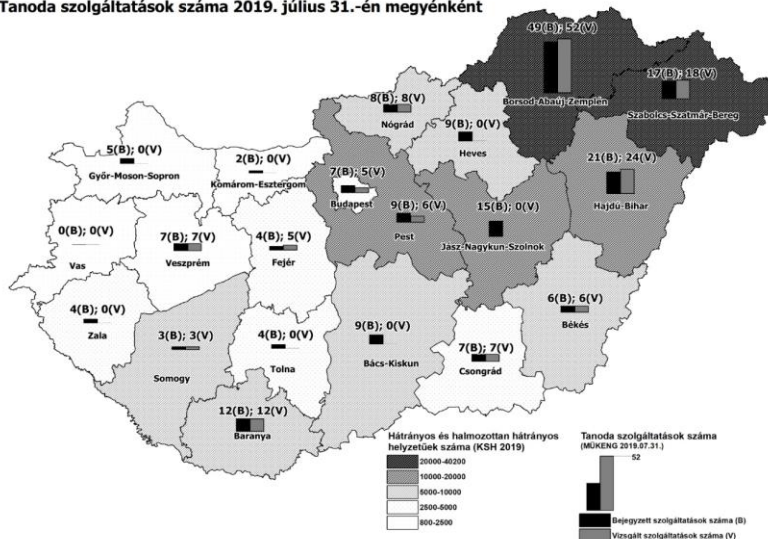 Tanoda szolgáltatások száma 2019. július 31.-én megyénként
49(B); 52(V)
Borsod-Abaúj-Zemplén
17(B); 18(V)
Szabolcs-Szatmár-Bereg
8(B); 8(V)
Nógrád
9(B); 0(V)
Heves
5(B); 0(V)
Győr-Moson-Sopron
2(B); 0(V)
Komárom-Esztergom
7(B); 5(V)
Budapest
9(B); 6(V)
Pest
15(B); 0(V)
Jász-Nagykun-Szolnok
21(B); 24(V)
Hajdú-Bihar
0(B); 0(V)
Vas
7(B); 7(V)
Veszprém
4(B); 5(V)
Fejér
4(B); 0(V)
Zala
3(B); 3(V)
Somogy
4(B); 0(V)
Tolna
9(B); 0(V)
Bács-Kiskun
7(B); 7(V)
Csongrád
6(B); 6(V)
Békés
12(B); 12(V)
Baranya
Hátrányos és halmozottan hátrányos
helyzetűek száma (KSH 2019)
20000-40200
10000-20000
5000-10000
2500-5000
800-2500
Tanoda szolgáltatások száma
(MŰKENG 2019.07.31.)
52
Bejegyzett szolgáltatások száma (B)
Vizsgált szolgáltatások száma (V)